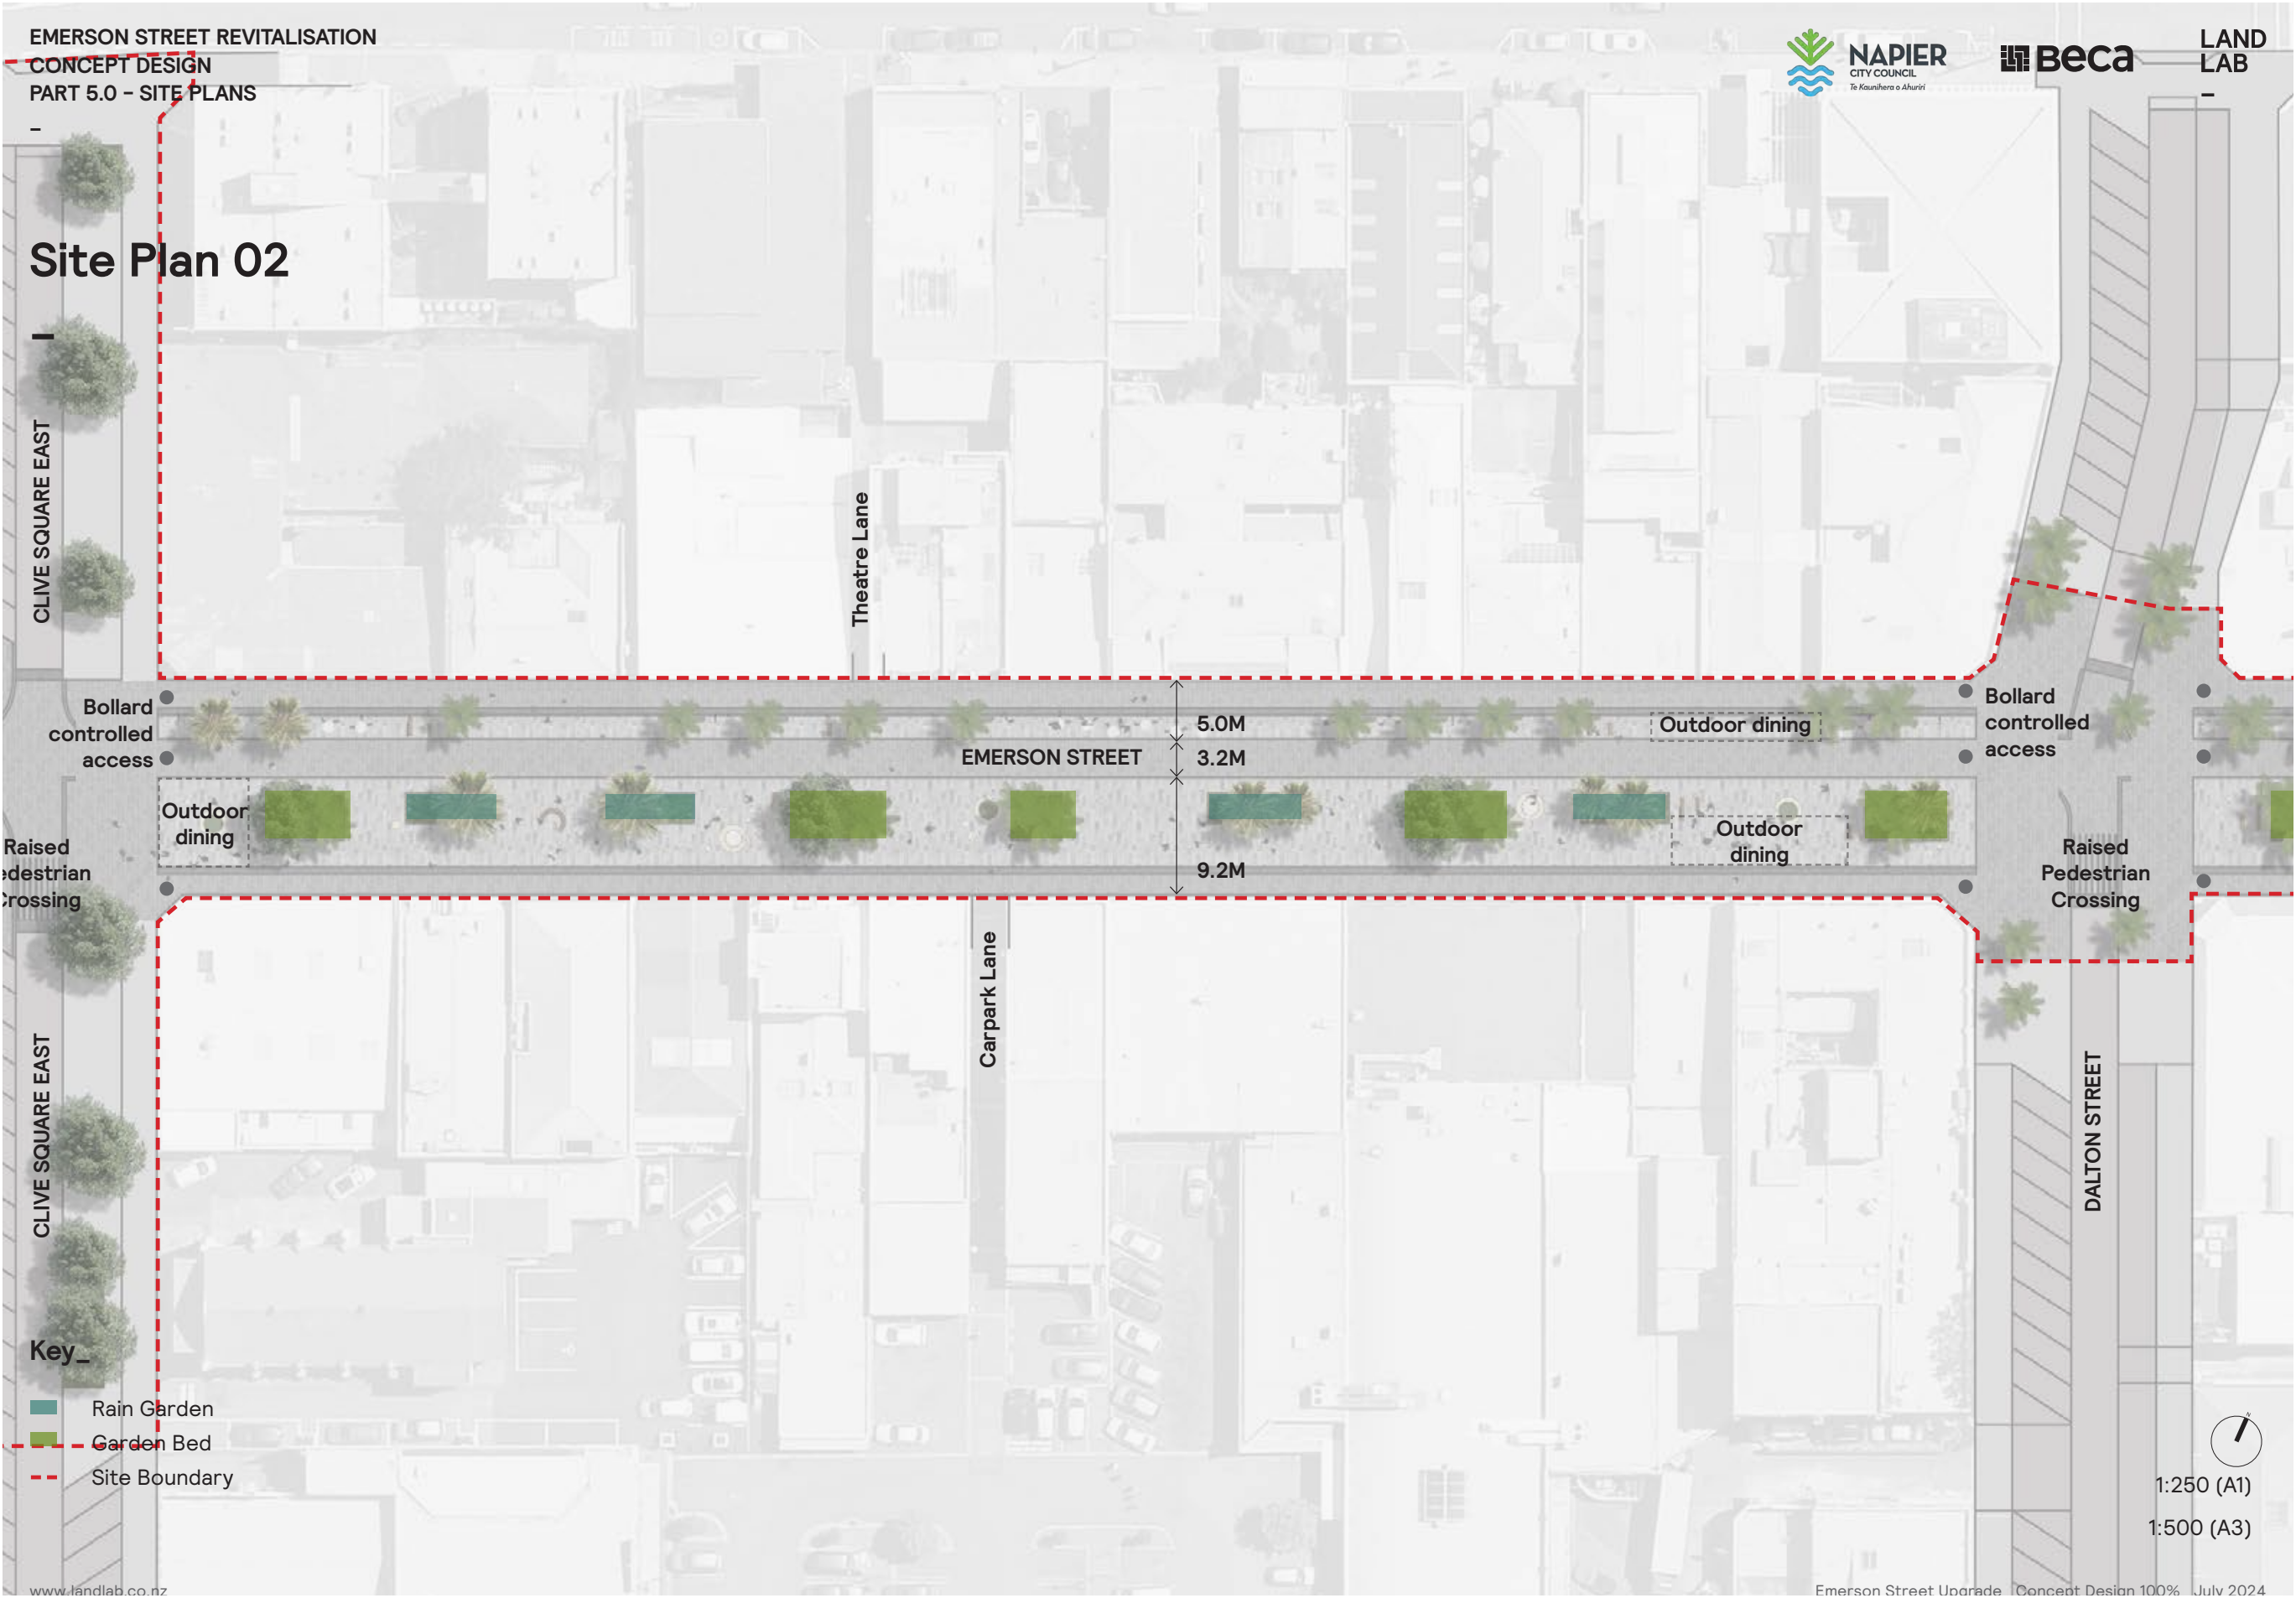 EMERSON STREET REVITALISATION
CONCEPT DESIGN
PART 5.0 – SITE PLANS
–
NAPIER
CITY COUNCIL
Te Kaunihera o Ahuriri
Beca
LAND
LAB
–
Site Plan 02
–
CLIVE SQUARE EAST
Theatre Lane
Bollard
controlled
access
5.0M
EMERSON STREET
3.2M
Outdoor dining
Bollard
controlled
access
Outdoor
dining
9.2M
Outdoor
dining
Raised
edestrian
Crossing
Raised
Pedestrian
Crossing
Carpark Lane
CLIVE SQUARE EAST
DALTON STREET
Key_
Rain Garden
Garden Bed
Site Boundary
N
1:250 (A1)
1:500 (A3)
www.landlab.co.nz
Emerson Street Upgrade Concept Design 100% July 2024